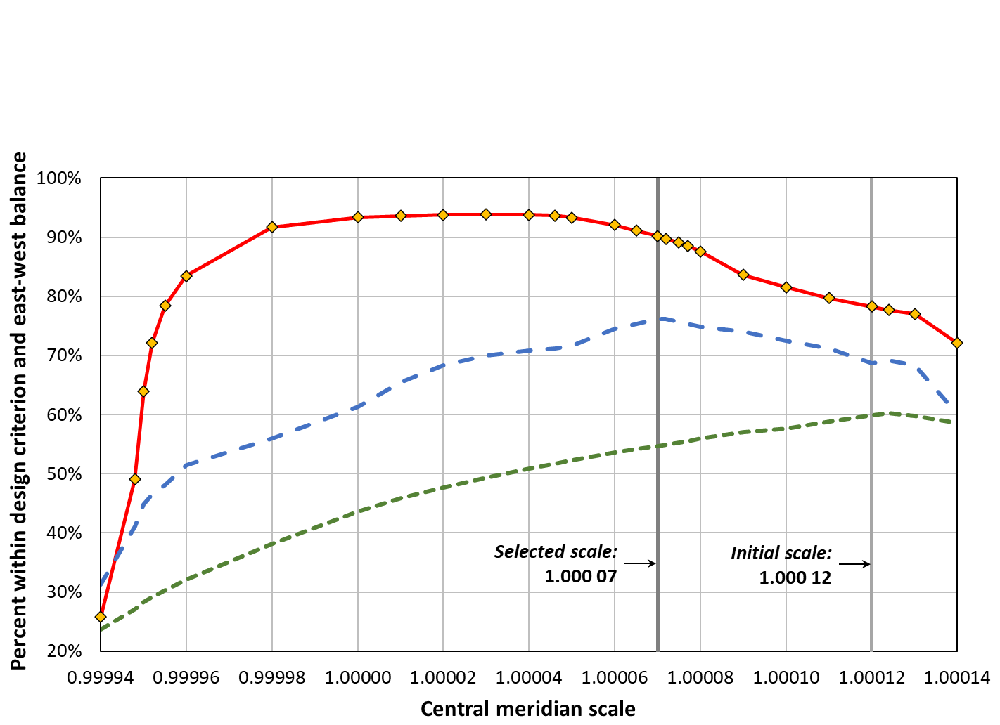 Percent within design criterion and east-west balance
100%
90%
80%
70%
60%
50%
40%
30%
20%
Selected scale:
1.000 07
Initial scale:
1.000 12
0.99994 0.99996 0.99998 1.00000 1.00002 1.00004 1.00006 1.00008 1.00010 1.00012 1.00014
Central meridian scale